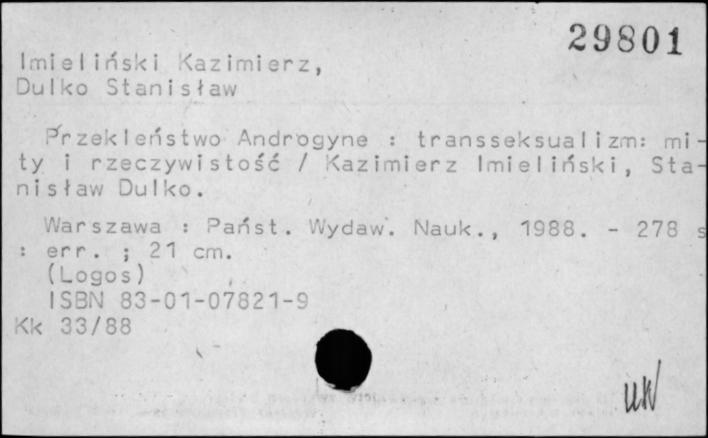 29801
Imieliński Kazimierz,
Dulko Stanisław
Przekleństwo Androgyne : transseksualizm: mi-
ty i rzeczywistość / Kazimierz Imieliński, Sta-
nisław Dulko.
Warszawa : Państ. Wydaw. Nauk., 1988. - 278 s
: err. ; 21 cm.
(Logos)
ISBN 83-01-07821-9
Kk 33/88